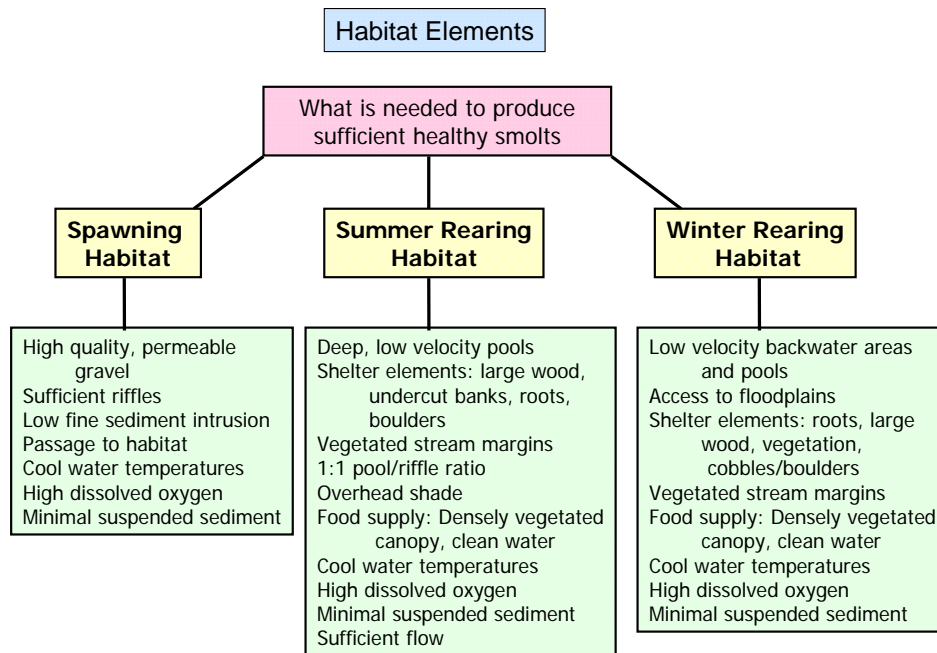 Habitat Elements
What is needed to produce
sufficient healthy smolts
Spawning
Habitat
High quality, permeable
gravel
Sufficient riffles
Low fine sediment intrusion
Passage to habitat
Cool water temperatures
High dissolved oxygen
Minimal suspended sediment
Summer Rearing
Habitat
Deep, low velocity pools
Shelter elements: large wood,
undercut banks, roots,
boulders
Vegetated stream margins
1:1 pool/riffle ratio
Overhead shade
Food supply: Densely vegetated
canopy, clean water
Cool water temperatures
High dissolved oxygen
Minimal suspended sediment
Sufficient flow
Winter Rearing
Habitat
Low velocity backwater areas
and pools
Access to floodplains
Shelter elements: roots, large
wood, vegetation,
cobbles/boulders
Vegetated stream margins
Food supply: Densely vegetated
canopy, clean water
Cool water temperatures
High dissolved oxygen
Minimal suspended sediment